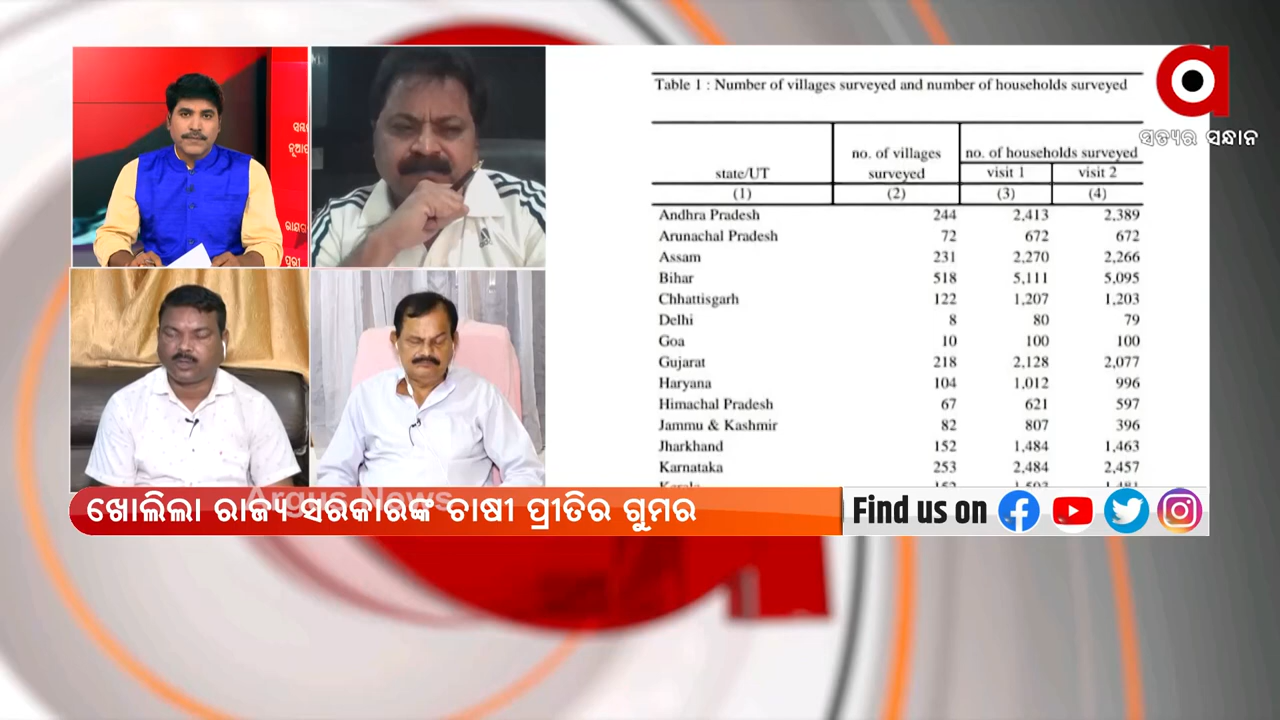 Table 1 : Number of villages surveyed and number of households surveyed
state/UT no. of villages surveyed no. of households surveyed
visit 1 visit 2
(1) (2) (3) (4)
Andhra Pradesh 244 2,413 2,389
Arunachal Pradesh 72 672 672
Assam 231 2,270 2,266
Bihar 518 5,111 5,095
Chhattisgarh 122 1,207 1,203
Delhi 8 80 79
Goa 10 100 100
Gujarat 218 2,128 2,077
Haryana 104 1,012 996
Himachal Pradesh 67 621 597
Jammu & Kashmir 82 807 396
Jharkhand 152 1,484 1,463
Karnataka 253 2,484 2,457
ସତ୍ୟର ସନ୍ଧାନ
Argus News
ଖୋଲିଲା ରାଜ୍ୟ ସରକାରଙ୍କ ଚାଷୀ ପ୍ରୀତିର ଗୁମର
Find us on